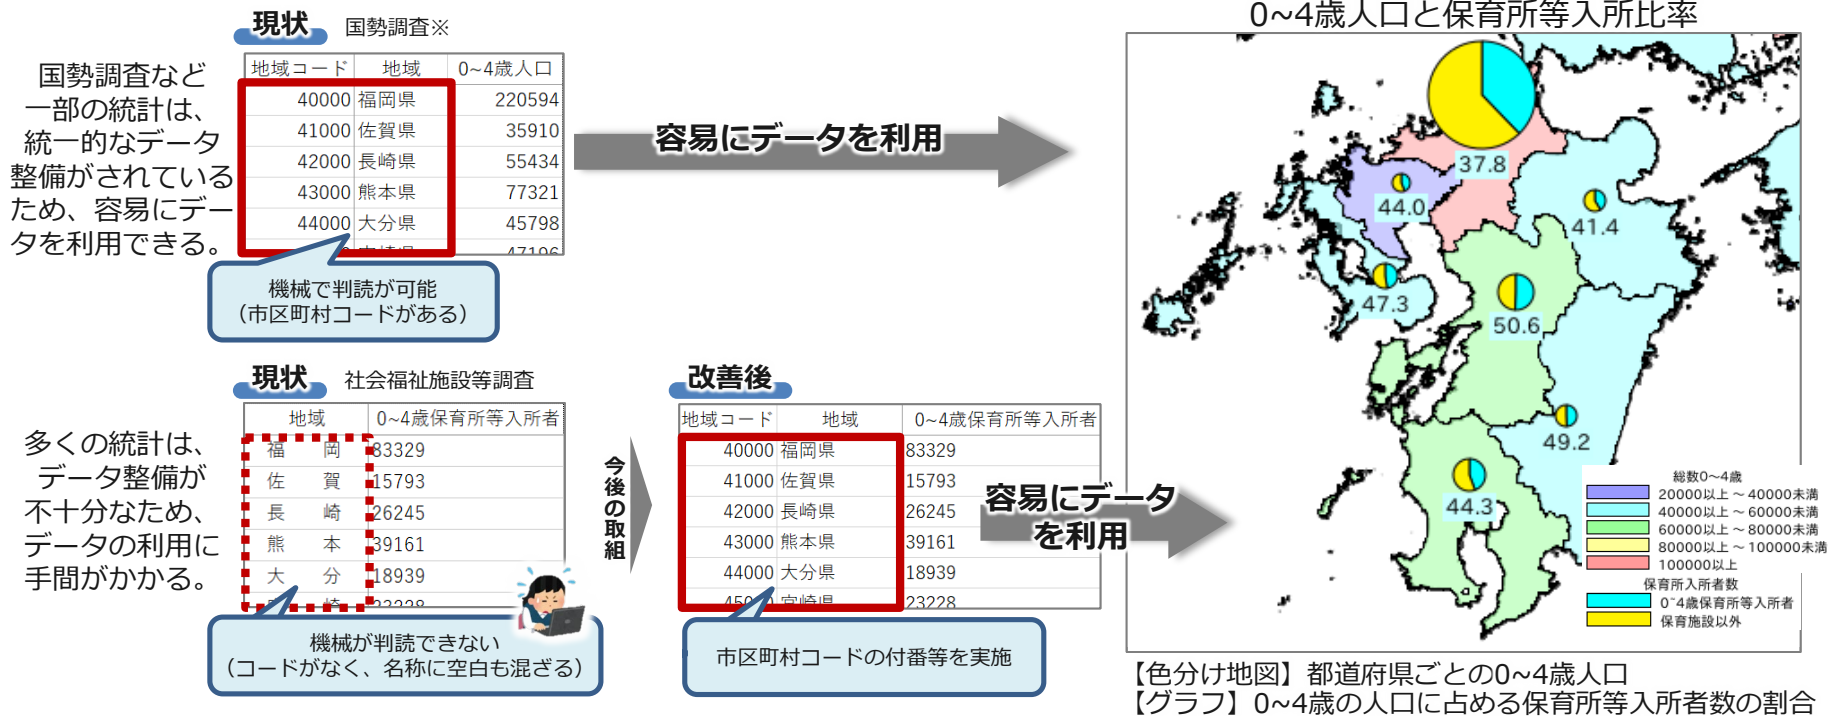 現状 国勢調査※
国勢調査など
一部の統計は、
統一的なデータ
整備がされている
ため、容易にデー
タを利用できる。
地域コード 地域 0~4歳人口
40000 福岡県 220594
41000 佐賀県 35910
42000 長崎県 55434
43000 熊本県 77321
44000 大分県 45798
47196
機械で判読が可能
（市区町村コードがある）
容易にデータを利用
現状 社会福祉施設等調査
多くの統計は、
データ整備が
不十分なため、
データの利用に
手間がかかる。
地域 0~4歳保育所等入所者
福 岡 83329
佐 賀 15793
長 崎 26245
熊 本 39161
大 分 18939
崎 23228
機械が判読できない
（コードがなく、名称に空白も混ざる）
今後の取組
改善後
地域コード 地域 0~4歳保育所等入所者
40000 福岡県 83329
41000 佐賀県 15793
42000 長崎県 26245
43000 熊本県 39161
44000 大分県 18939
宮崎県 23228
市区町村コードの付番等を実施
容易にデータ
を利用
0~4歳人口と保育所等入所比率
37.8
44.0
41.4
47.3
50.6
49.2
44.3
総数0～4歳
20000以上～40000未満
40000以上～60000未満
60000以上～80000未満
80000以上～100000未満
100000以上
保育所入所者数
0~4歳保育所等入所者
保育施設以外
【色分け地図】都道府県ごとの0~4歳人口
【グラフ】0~4歳の人口に占める保育所等入所者数の割合